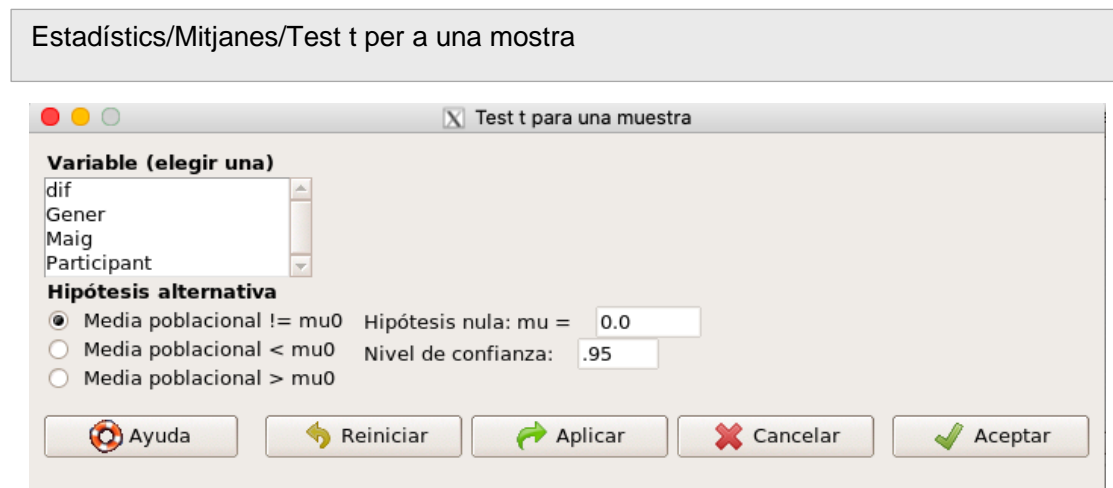 Estadístics/Mitjanes/Test t per a una mostra
Test t para una muestra
Variable (elegir una)
dif
Gener
Maig
Participant
Hipótesis alternativa
Media poblacional != mu0 Hipótesis nula: mu = 0.0
Media poblacional < mu0 Nivel de confianza: .95
Media poblacional > mu0
Ayuda Reiniciar Aplicar Cancelar Aceptar